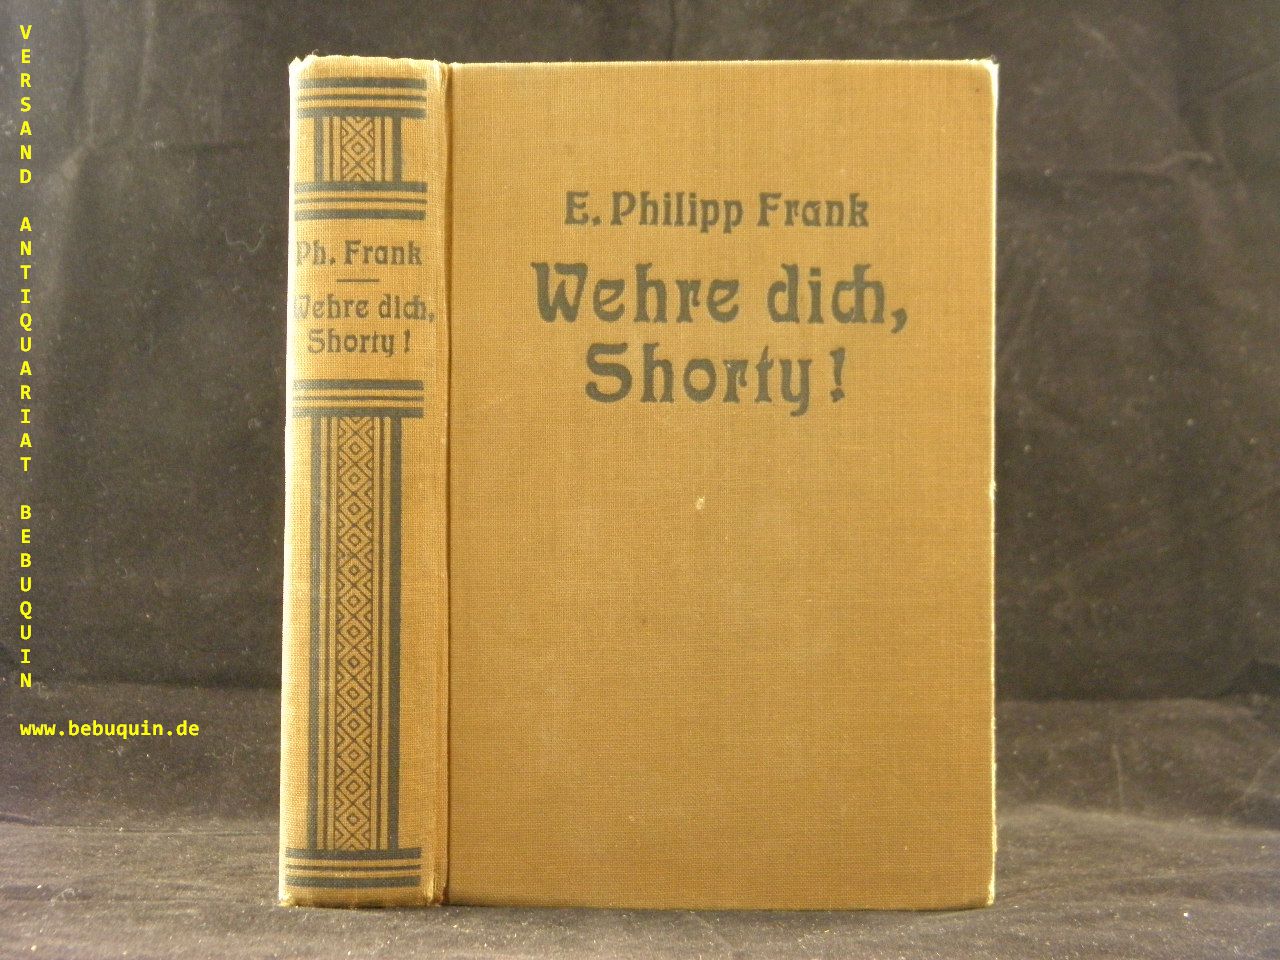 VERSAND ANTIQUARIAT BEBUQUIN
www.bebuquin.de
Ph. Frank
Wehre dich,
Shorty!
E. Philipp Frank
Wehre dich,
Shorty!